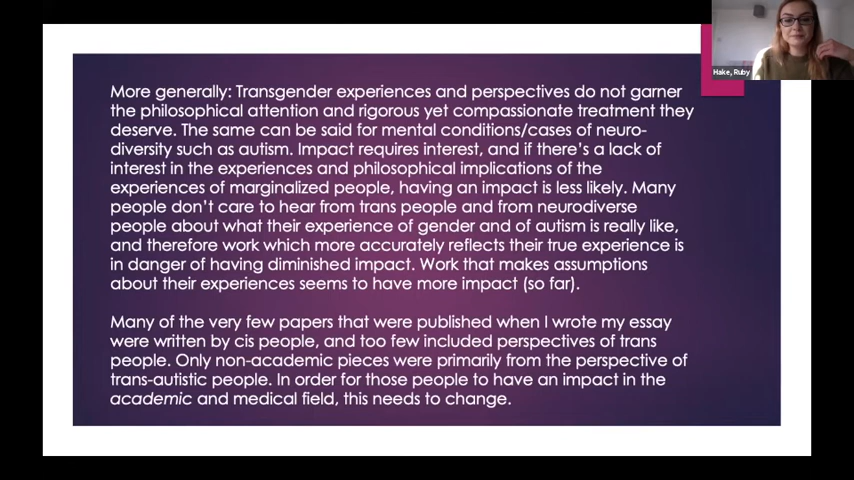 Hake, Ruby
More generally: Transgender experiences and perspectives do not garner
the philosophical attention and rigorous yet compassionate treatment they
deserve. The same can be said for mental conditions/cases of neuro-
diversity such as autism. Impact requires interest, and if there's a lack of
interest in the experiences and philosophical implications of the
experiences of marginalized people, having an impact is less likely. Many
people don't care to hear from trans people and from neurodiverse
people about what their experience of gender and of autism is really like,
and therefore work which more accurately reflects their true experience is
in danger of having diminished impact. Work that makes assumptions
about their experiences seems to have more impact (so far).
Many of the very few papers that were published when I wrote my essay
were written by cis people, and too few included perspectives of trans
people. Only non-academic pieces were primarily from the perspective of
trans-autistic people. In order for those people to have an impact in the
academic and medical field, this needs to change.